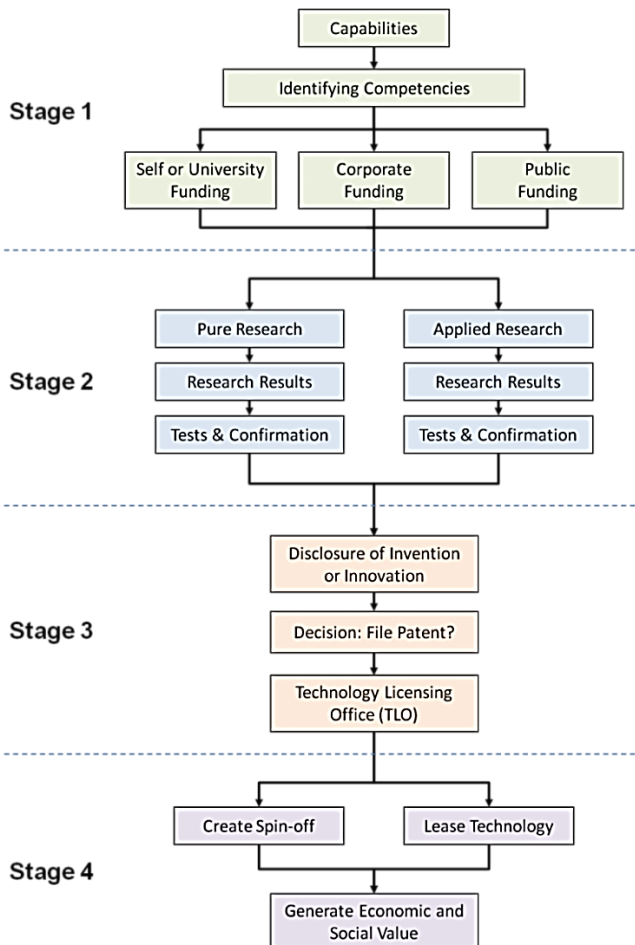 Capabilities
Identifying Competencies
Stage 1
Self or University
Funding
Corporate
Funding
Public
Funding
Pure Research
Applied Research
Stage 2
Research Results
Research Results
Tests & Confirmation
Tests & Confirmation
Disclosure of Invention
or Innovation
Stage 3
Decision: File Patent?
Technology Licensing
Office (TLO)
Create Spin-off
Lease Technology
Stage 4
Generate Economic and
Social Value